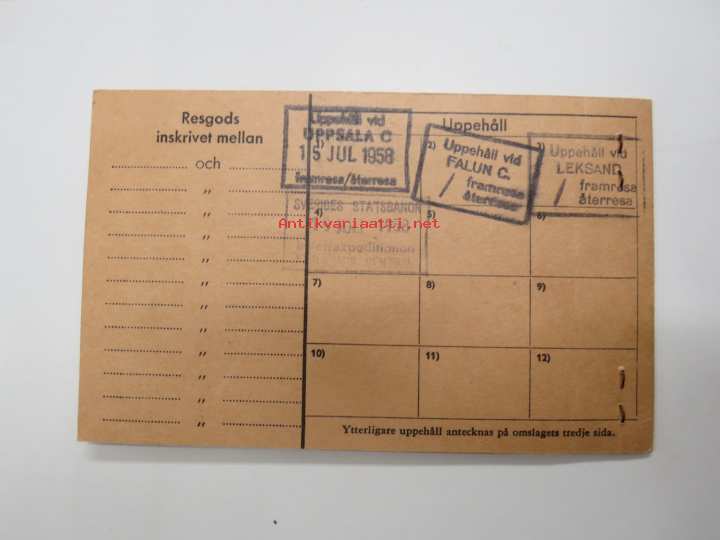 Resgods
inskrivet mellan
och
"
"
"
"
"
"
"
"
Uppehåll
1)
2)
3)
4)
5)
6)
7)
8)
9)
10)
11)
12)
Uppehåll vid
UPPSALA C
15 JUL 1958
framresa/återresa
Uppehåll vid
FALUN C.
/ framresa
återresa
Uppehåll vid
LEKSAND
/ framresa
återresa
SVERIGES STATSBANOR
Antikvariaatti.net
Ytterligare uppehåll antecknas på omslagets tredje sida.